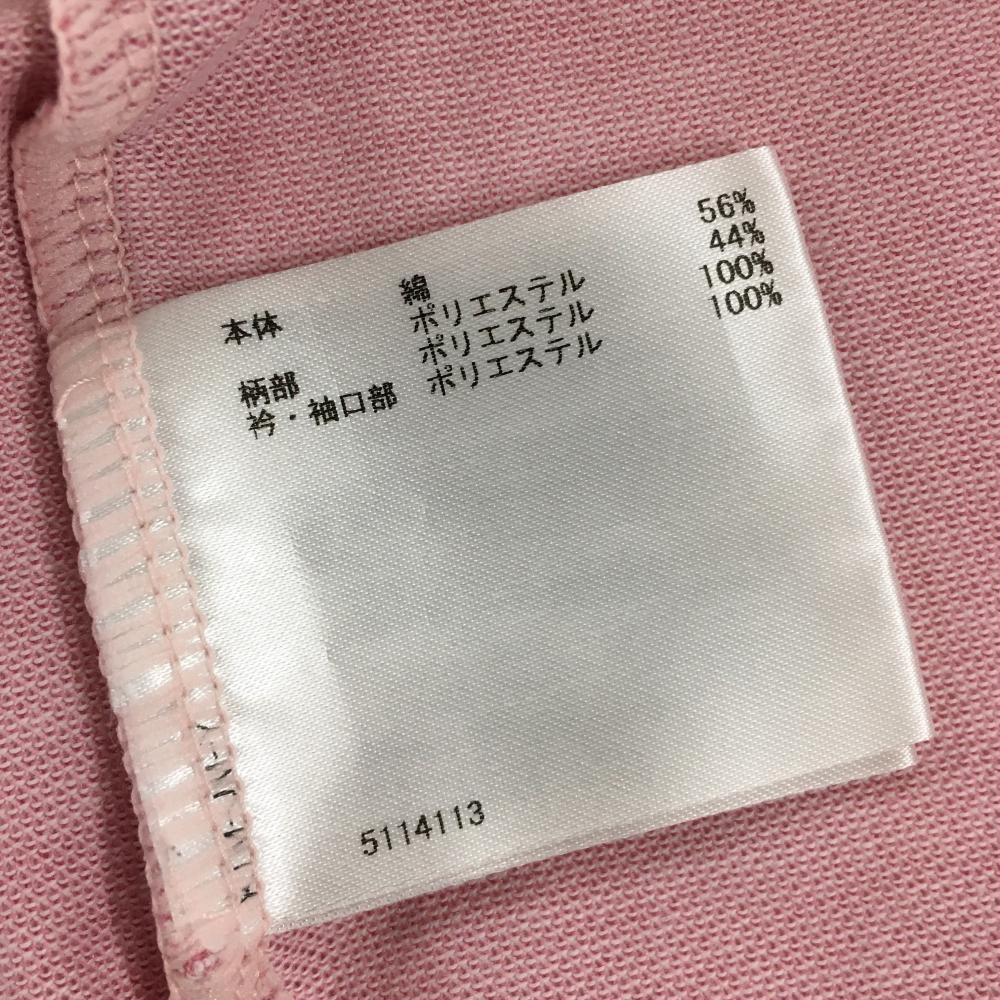 本体 綿 56%
ポリエステル 44%
柄部 ポリエステル 100%
衿・袖口部 ポリエステル 100%
5114113